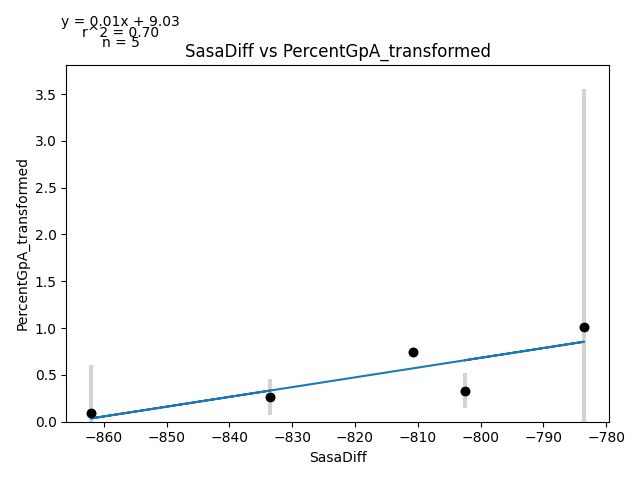 y = 0.01x + 9.03
r^2 = 0.70
n = 5
SasaDiff vs PercentGpA_transformed
PercentGpA_transformed
3.5
3.0
2.5
2.0
1.5
1.0
0.5
0.0
−860
−850
−840
−830
−820
−810
−800
−790
−780
SasaDiff